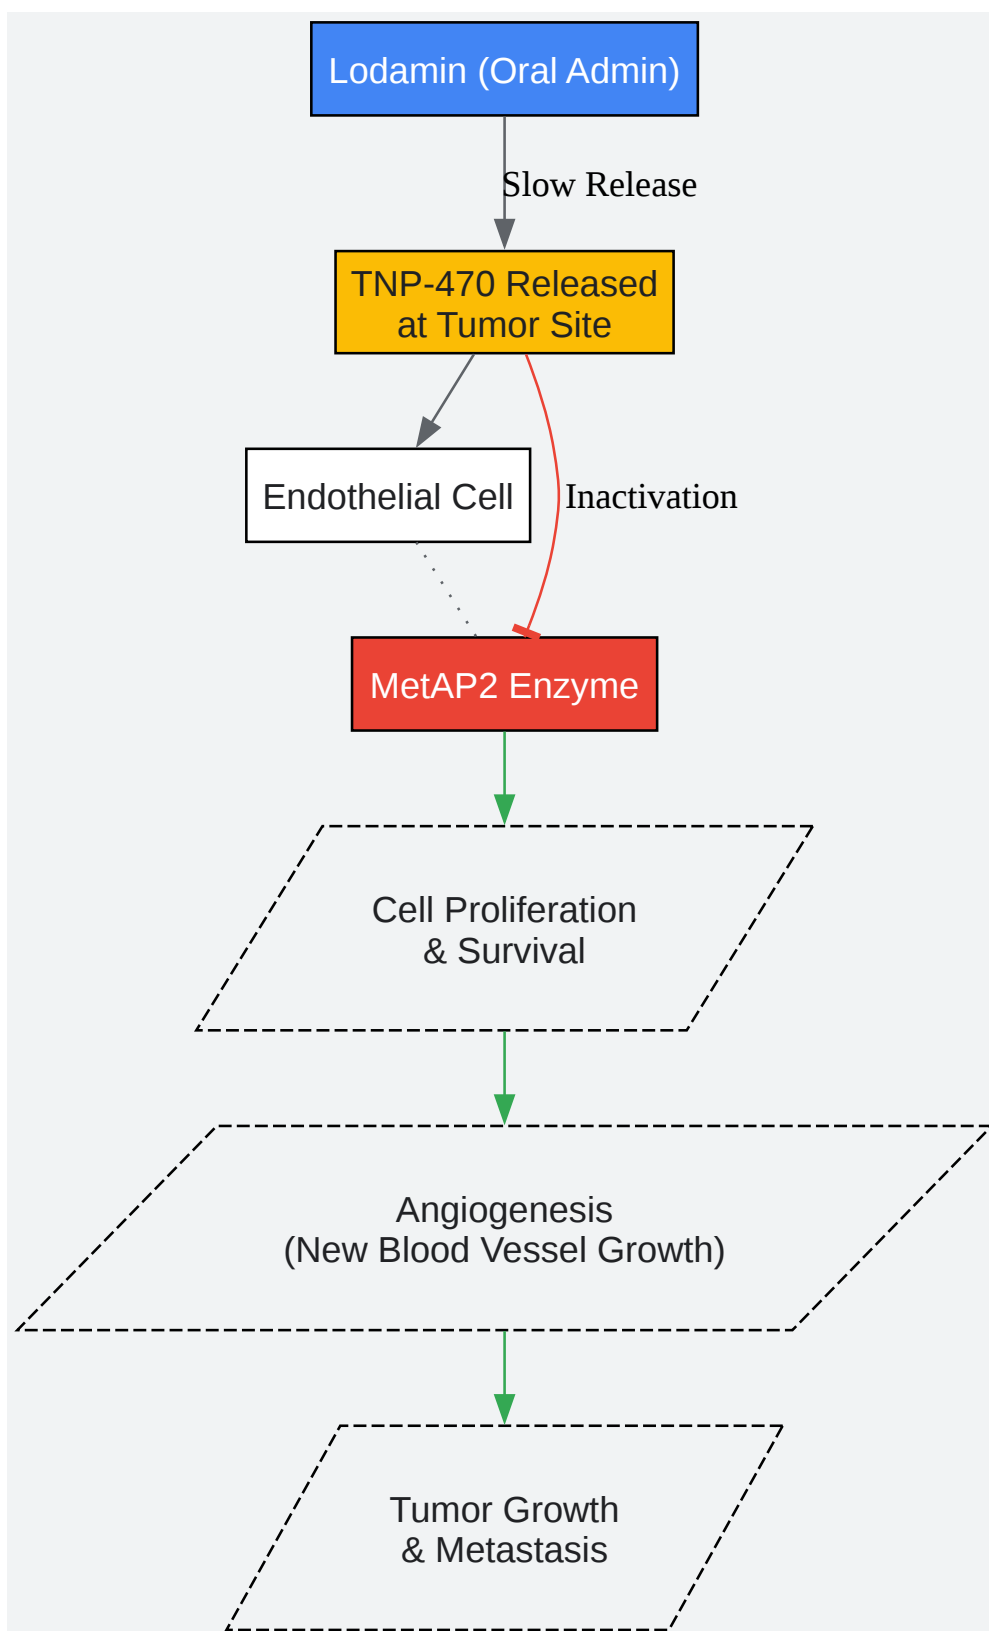 Lodamin (Oral Admin)
Slow Release
TNP-470 Released
at Tumor Site
Endothelial Cell
Inactivation
MetAP2 Enzyme
Cell Proliferation
& Survival
Angiogenesis
(New Blood Vessel Growth)
Tumor Growth
& Metastasis